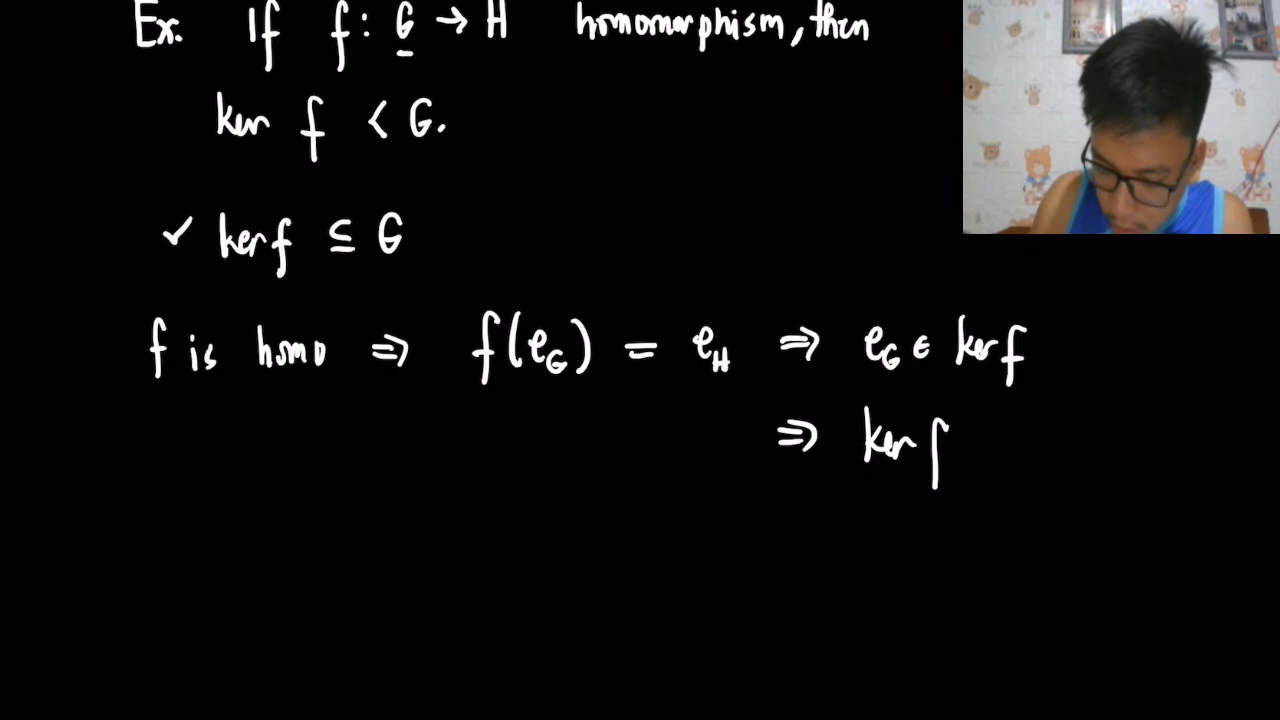 Ex. If f: G → H homomorphism, then
ker f < G.
✓ ker f ⊆ G
f is homo ⇒ f(e_G) = e_H ⇒ e_G ∈ ker f
⇒ ker f